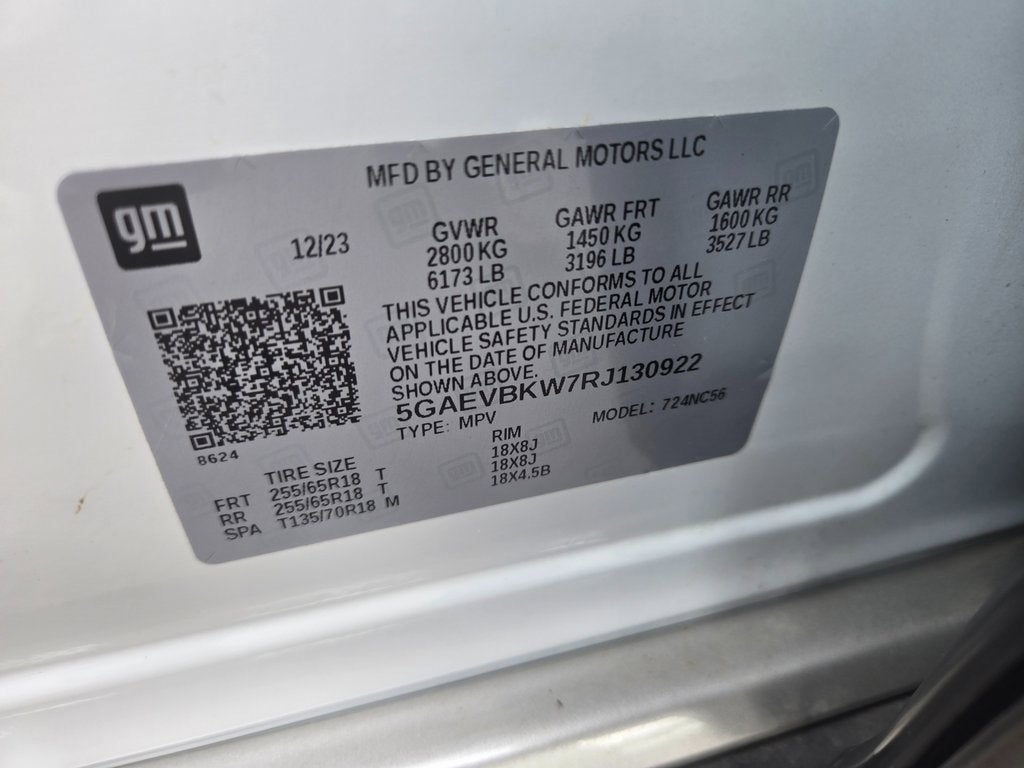 MFD BY GENERAL MOTORS LLC
gm
12/23
GVWR
2800 KG
6173 LB
GAWR FRT
1450 KG
3196 LB
GAWR RR
1600 KG
3527 LB
THIS VEHICLE CONFORMS TO ALL
APPLICABLE U.S. FEDERAL MOTOR
VEHICLE SAFETY STANDARDS IN EFFECT
ON THE DATE OF MANUFACTURE
SHOWN ABOVE.
5GAEVBKW7RJ130922
TYPE: MPV MODEL: 724NC56
8624
TIRE SIZE RIM
FRT 255/65R18 T 18X8J
RR 255/65R18 T 18X8J
SPA T135/70R18 M 18X4.5B